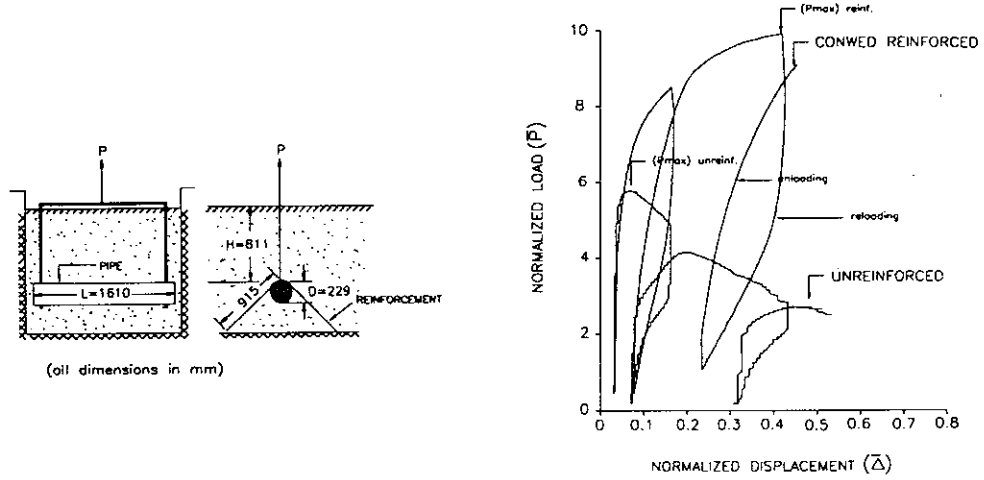 P
P
H=811
PIPE
L=1610
915
D=229
REINFORCEMENT
(all dimensions in mm)
(Pmax) reinf.
CONWED REINFORCED
(Pmax) unreinf.
unloading
reloading
UNREINFORCED
NORMALIZED LOAD (P̅)
10
8
6
4
2
0
0 0.1 0.2 0.3 0.4 0.5 0.6 0.7 0.8
NORMALIZED DISPLACEMENT (Δ̅)